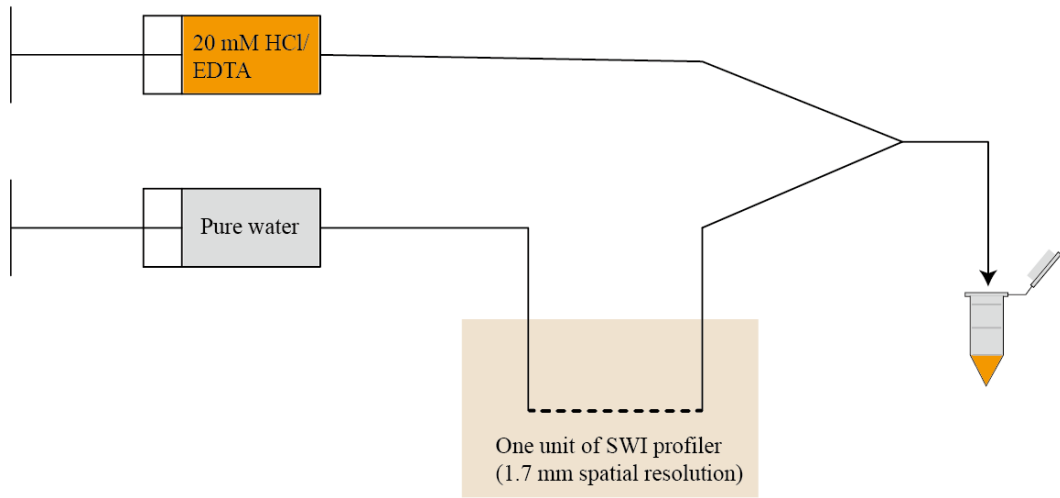 20 mM HCl/
EDTA
Pure water
One unit of SWI profiler
(1.7 mm spatial resolution)